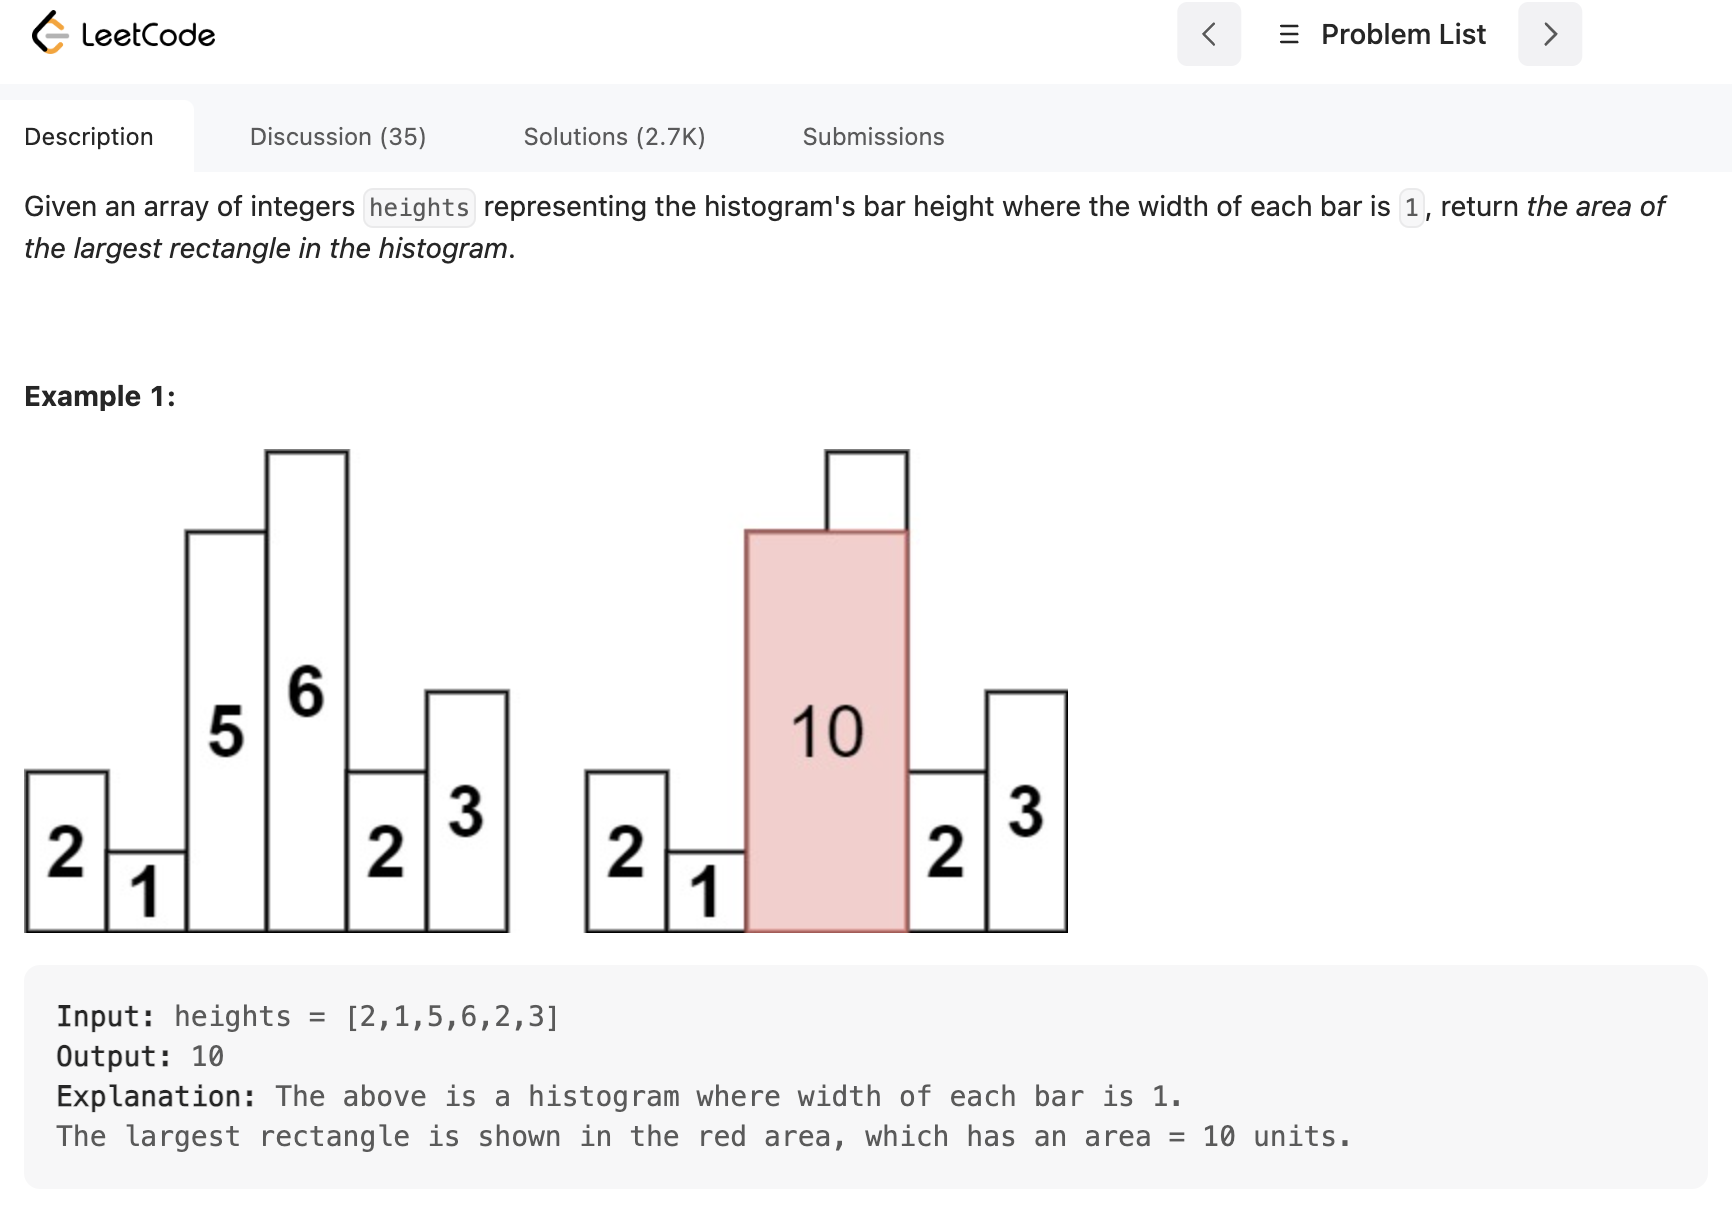 LeetCode
Problem List
Description Discussion (35) Solutions (2.7K) Submissions
Given an array of integers heights representing the histogram's bar height where the width of each bar is 1, return the area of
the largest rectangle in the histogram.
Example 1:
2 1 5 6 2 3
2 1 10 2 3
Input: heights = [2,1,5,6,2,3]
Output: 10
Explanation: The above is a histogram where width of each bar is 1.
The largest rectangle is shown in the red area, which has an area = 10 units.